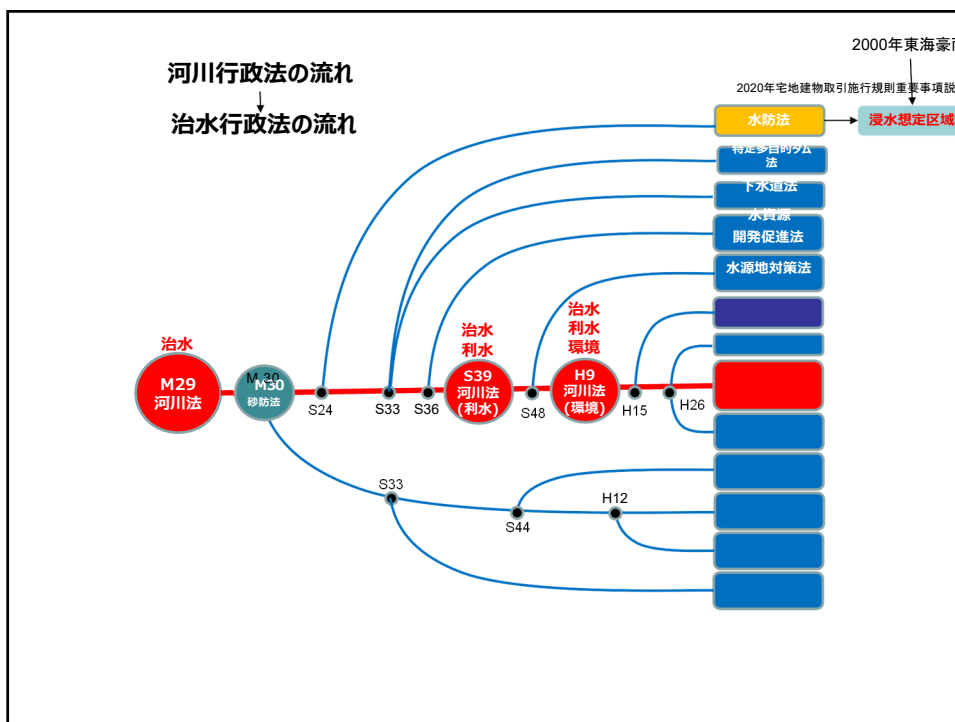 河川行政法の流れ
治水行政法の流れ
2000年東海豪雨
2020年宅地建物取引施行規則重要事項説
水防法
浸水想定区域
特定多目的ダム
法
下水道法
水資源
開発促進法
水源地対策法
治水
利水
環境
治水
利水
治水
M29
河川法
M 30
M30
砂防法
S24
S33
S36
S39
河川法
(利水)
S48
H9
河川法
(環境)
H15
H26
S33
S44
H12